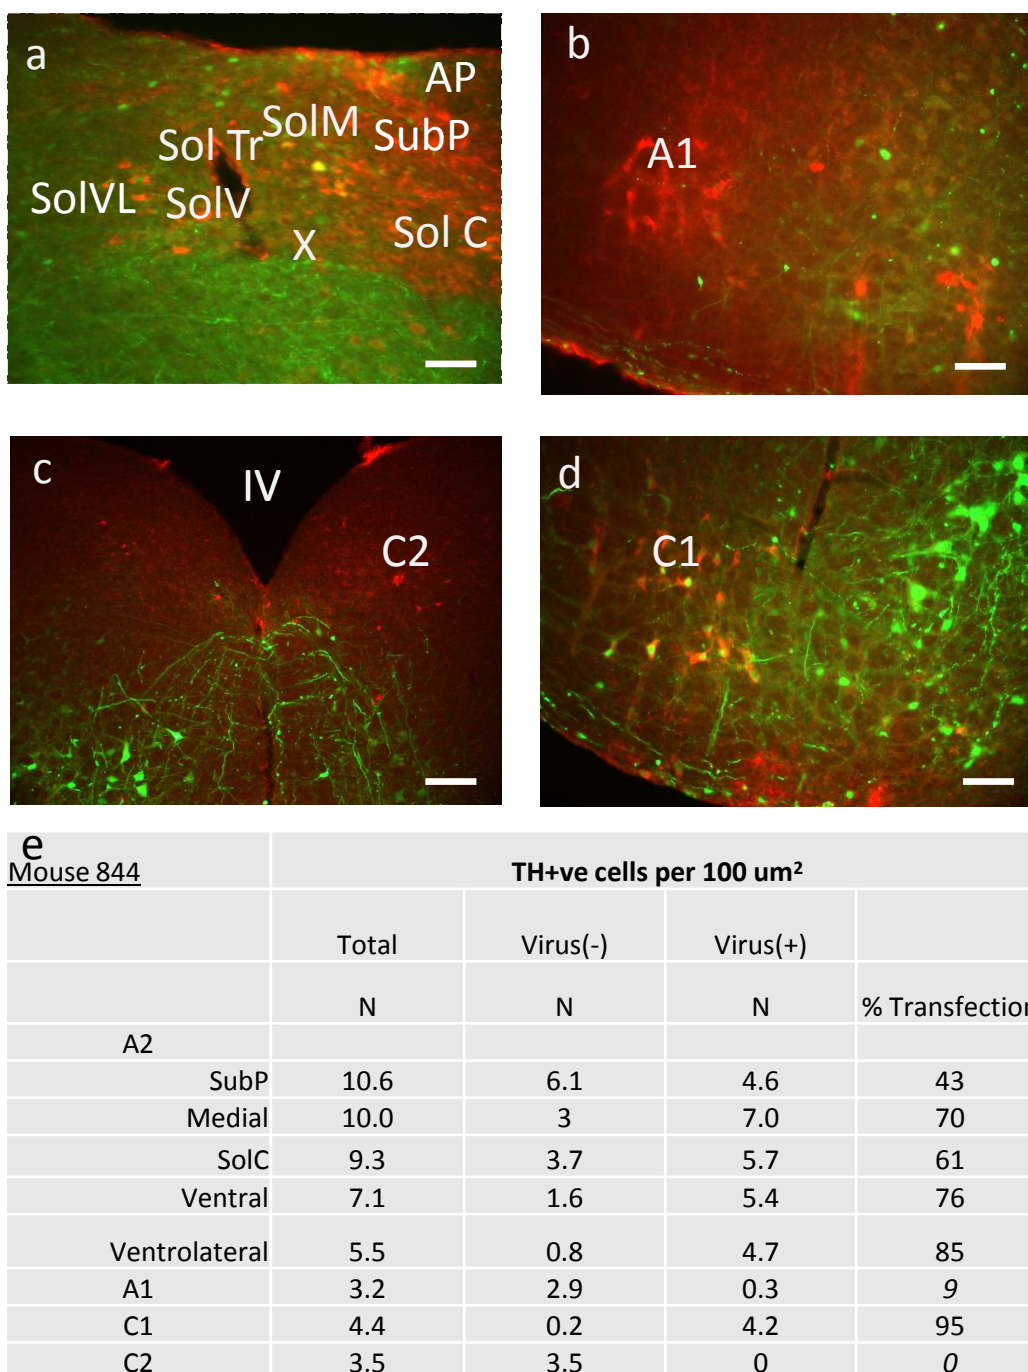 a
AP
SolM
Sol Tr
SubP
SolVL
SolV
Sol C
X
b
A1
c
IV
C2
d
C1
e
Mouse 844 TH+ve cells per 100 um²
Total Virus(-) Virus(+)
N N N % Transfection
A2
SubP 10.6 6.1 4.6 43
Medial 10.0 3 7.0 70
SolC 9.3 3.7 5.7 61
Ventral 7.1 1.6 5.4 76
Ventrolateral 5.5 0.8 4.7 85
A1 3.2 2.9 0.3 9
C1 4.4 0.2 4.2 95
C2 3.5 3.5 0 0